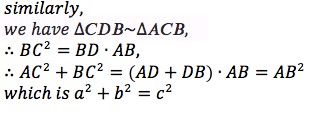 similarly,
we have ΔCDB~ΔACB,
∴ BC² = BD · AB,
∴ AC² + BC² = (AD + DB) · AB = AB²
which is a² + b² = c²